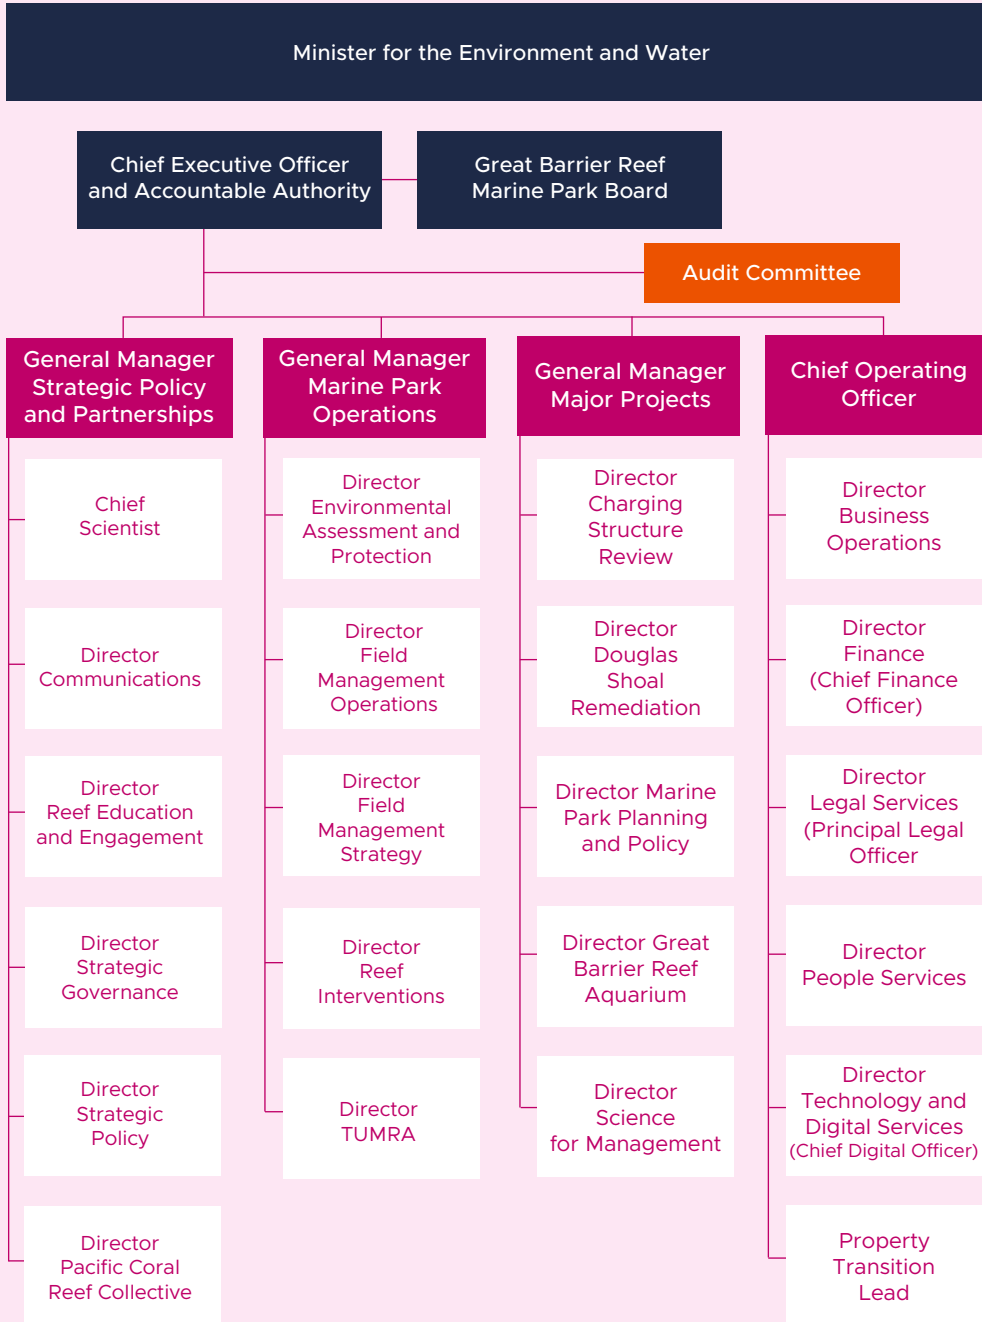 Minister for the Environment and Water
Chief Executive Officer
and Accountable Authority
Great Barrier Reef
Marine Park Board
Audit Committee
General Manager
Strategic Policy
and Partnerships
Chief
Scientist
Director
Communications
Director
Reef Education
and Engagement
Director
Strategic
Governance
Director
Strategic
Policy
Director
Pacific Coral
Reef Collective
General Manager
Marine Park
Operations
Director
Environmental
Assessment and
Protection
Director
Field
Management
Operations
Director
Field
Management
Strategy
Director
Reef
Interventions
Director
TUMRA
General Manager
Major Projects
Director
Charging
Structure
Review
Director
Douglas
Shoal
Remediation
Director Marine
Park Planning
and Policy
Director Great
Barrier Reef
Aquarium
Director
Science
for Management
Chief Operating
Officer
Director
Business
Operations
Director
Finance
(Chief Finance
Officer)
Director
Legal Services
(Principal Legal
Officer
Director
People Services
Director
Technology and
Digital Services
(Chief Digital Officer)
Property
Transition
Lead